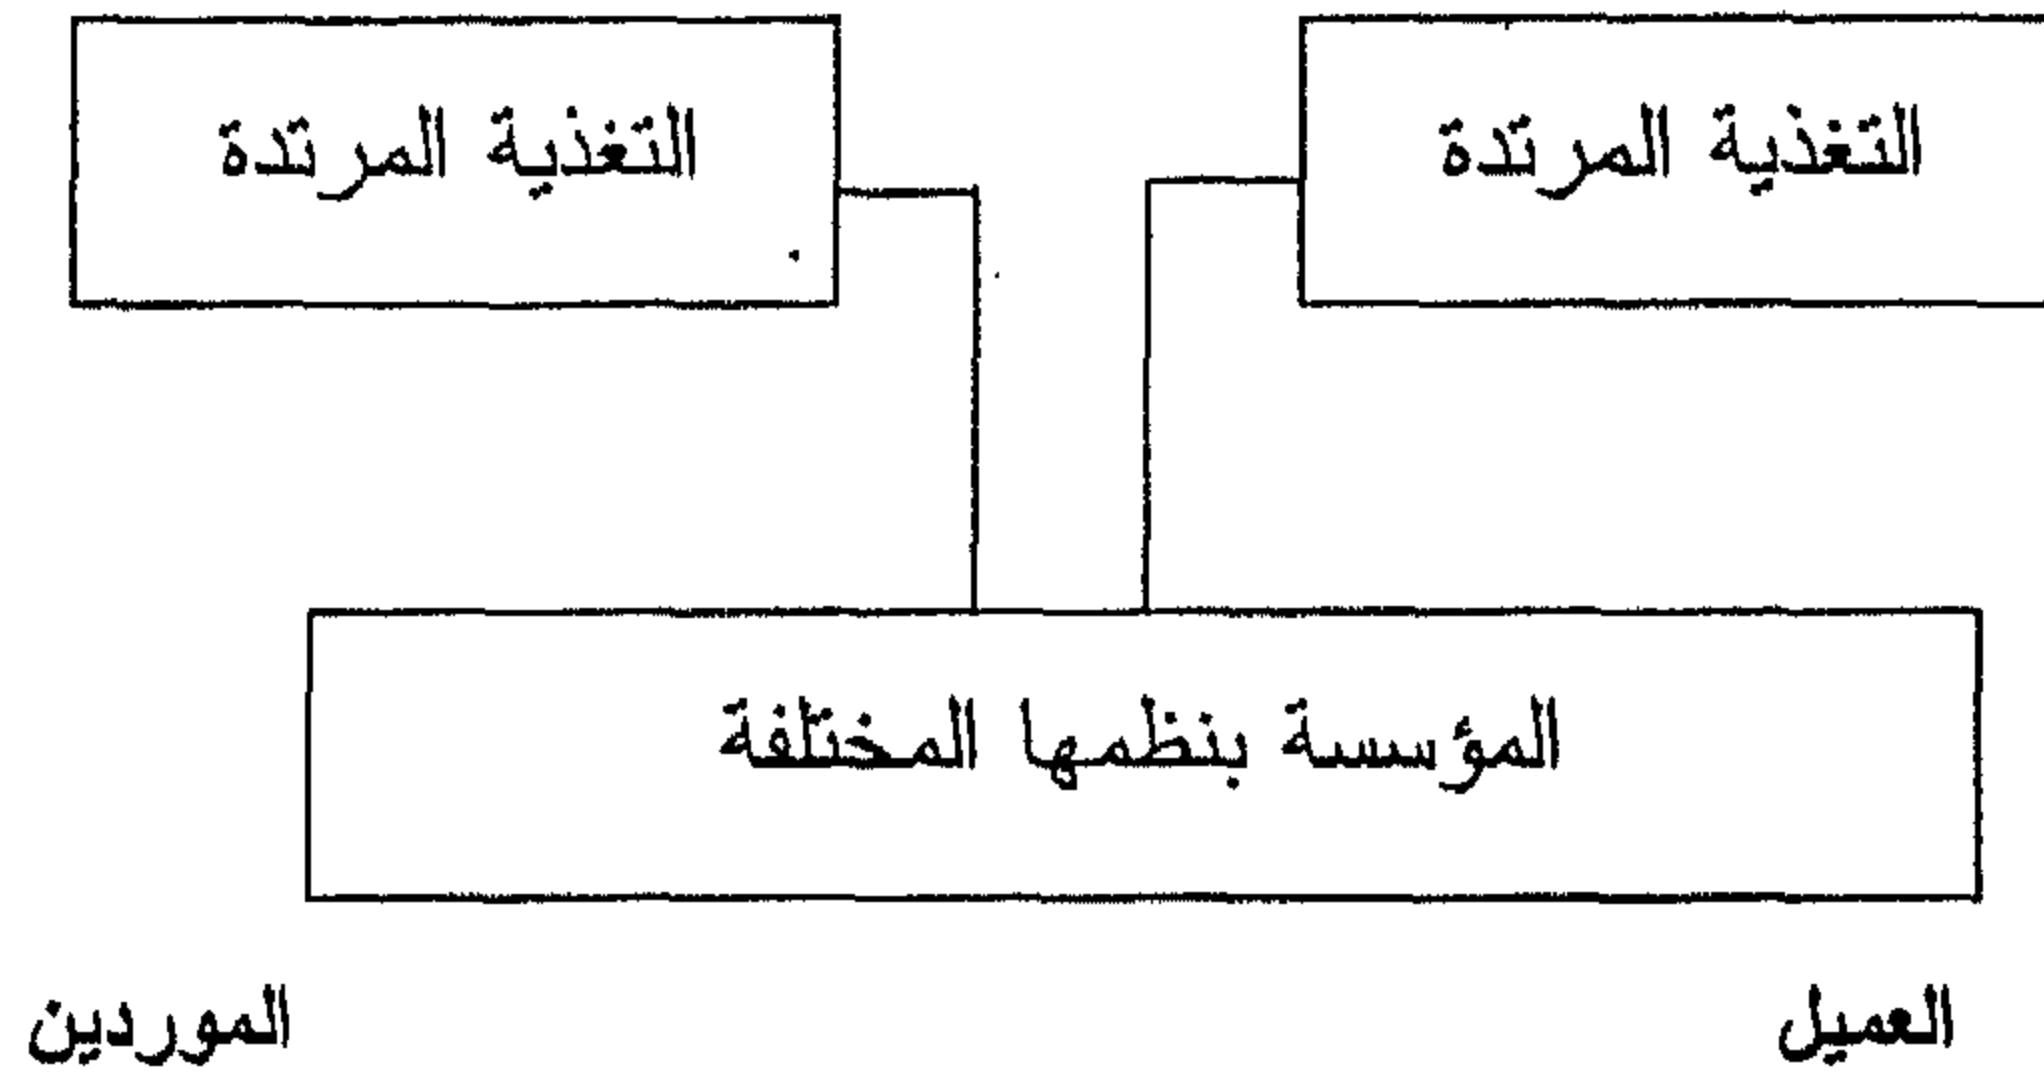 التغذية المرتدة
التغذية المرتدة
المؤسسة بنظمها المختلفة
العميل
الموردين